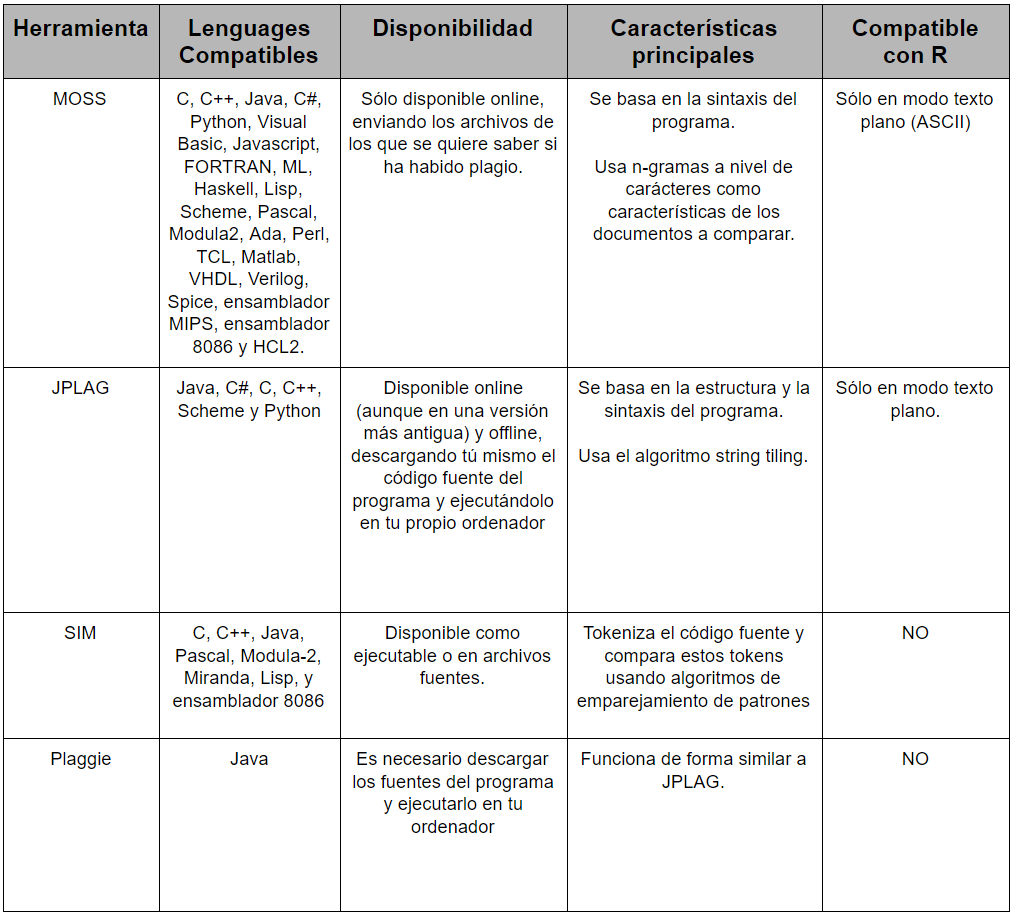 Herramienta
Lenguages
Compatibles
Disponibilidad
Características
principales
Compatible
con R
MOSS
C, C++, Java, C#,
Python, Visual
Basic, Javascript,
FORTRAN, ML,
Haskell, Lisp,
Scheme, Pascal,
Modula2, Ada, Perl,
TCL, Matlab,
VHDL, Verilog,
Spice, ensamblador
MIPS, ensamblador
8086 y HCL2.
Sólo disponible online,
enviando los archivos de
los que se quiere saber si
ha habido plagio.
Se basa en la sintaxis del
programa.
Usa n-gramas a nivel de
carácteres como
características de los
documentos a comparar.
Sólo en modo texto
plano (ASCII)
JPLAG
Java, C#, C, C++,
Scheme y Python
Disponible online
(aunque en una versión
más antigua) y offline,
descargando tú mismo el
código fuente del
programa y ejecutándolo
en tu propio ordenador
Se basa en la estructura y la
sintaxis del programa.
Usa el algoritmo string tiling.
Sólo en modo texto
plano.
SIM
C, C++, Java,
Pascal, Modula-2,
Miranda, Lisp, y
ensamblador 8086
Disponible como
ejecutable o en archivos
fuentes.
Tokeniza el código fuente y
compara estos tokens
usando algoritmos de
emparejamiento de patrones
NO
Plaggie
Java
Es necesario descargar
los fuentes del programa
y ejecutarlo en tu
ordenador
Funciona de forma similar a
JPLAG.
NO